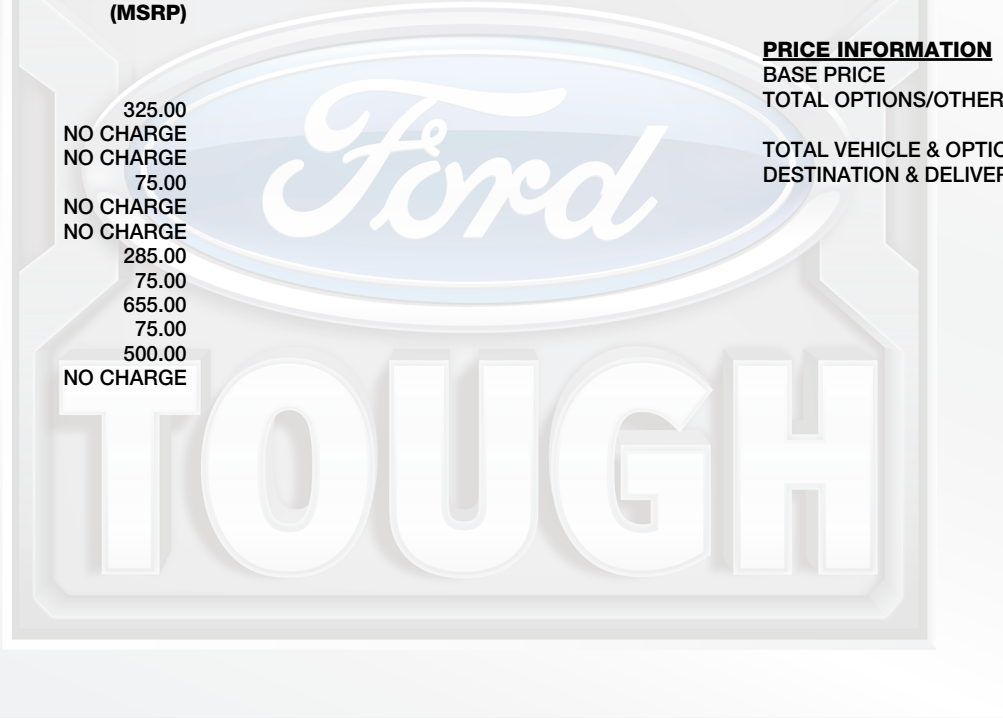 (MSRP)
325.00
NO CHARGE
NO CHARGE
75.00
NO CHARGE
NO CHARGE
285.00
75.00
655.00
75.00
500.00
NO CHARGE
PRICE INFORMATION
BASE PRICE
TOTAL OPTIONS/OTHER
TOTAL VEHICLE & OPTIO
DESTINATION & DELIVER
Ford
TOUGH